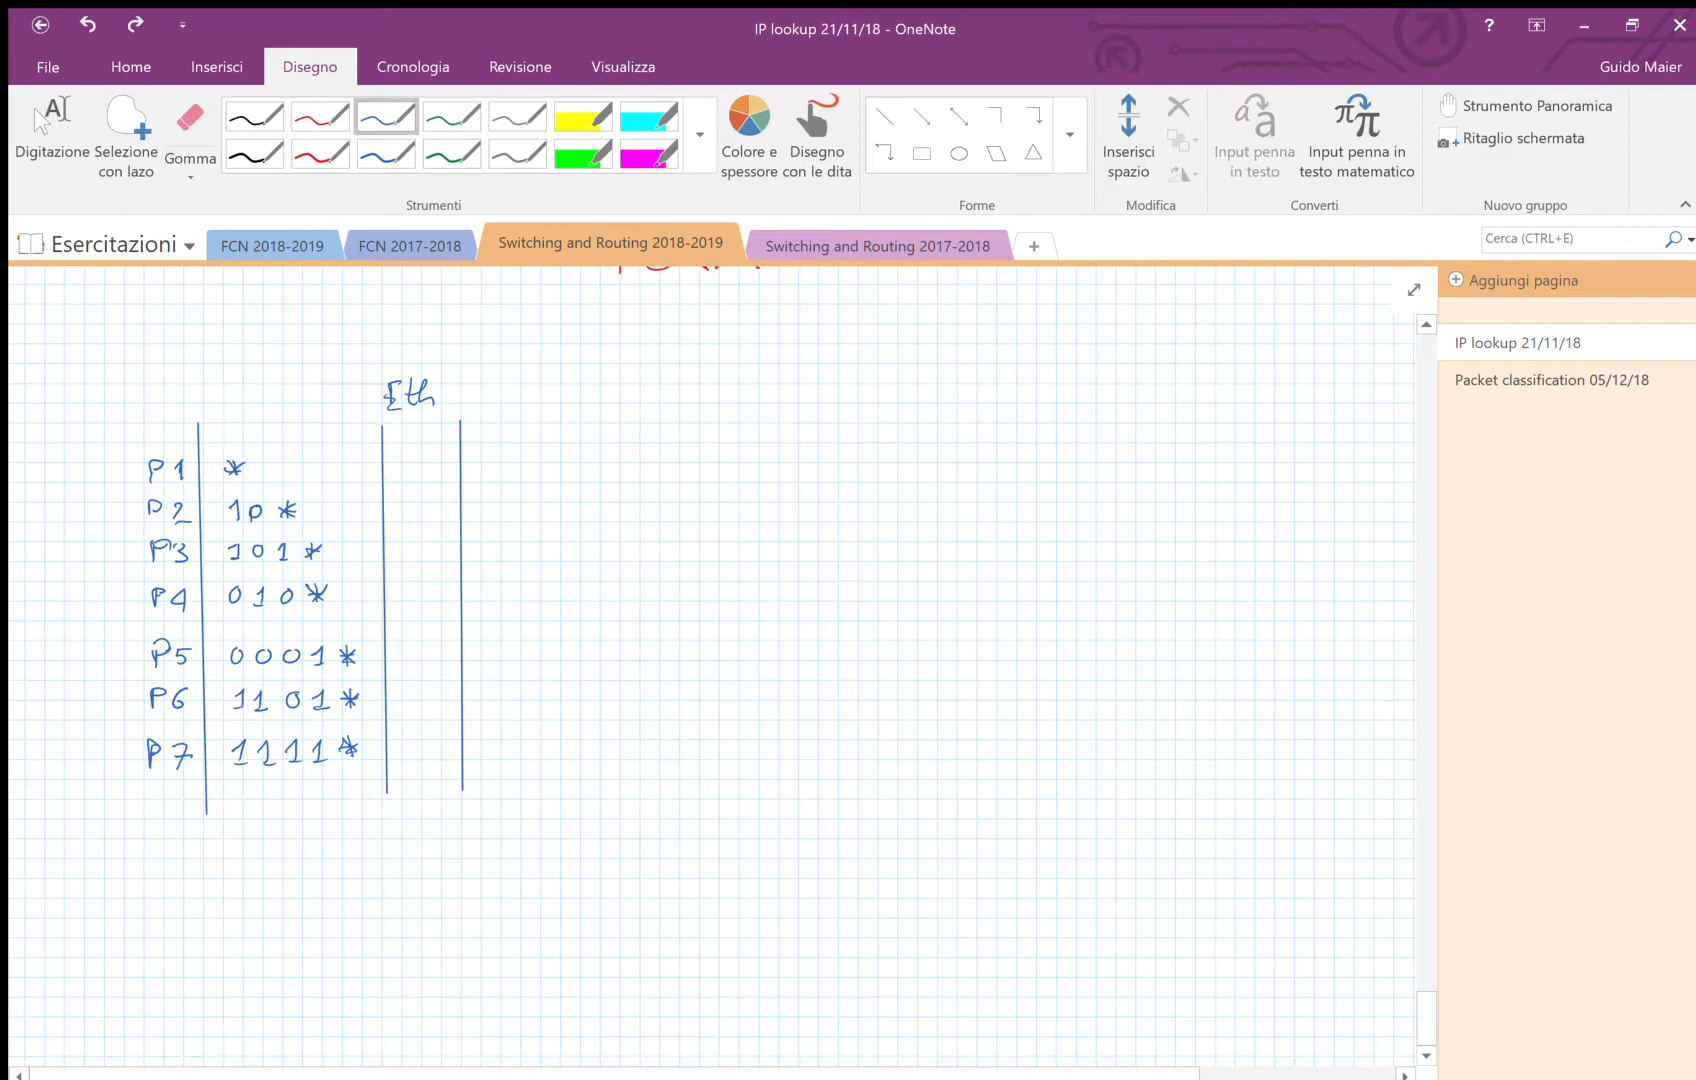 IP lookup 21/11/18 - OneNote
?
File Home Inserisci Disegno Cronologia Revisione Visualizza Guido Maier
Digitazione
Selezione con lazo
Gomma
Colore e spessore
Disegno con le dita
Inserisci spazio
Input penna in testo
Input penna in testo matematico
Strumento Panoramica
Ritaglio schermata
Strumenti Forme Modifica Converti Nuovo gruppo
Esercitazioni FCN 2018-2019 FCN 2017-2018 Switching and Routing 2018-2019 Switching and Routing 2017-2018 + Cerca (CTRL+E)
Aggiungi pagina
IP lookup 21/11/18
Packet classification 05/12/18
Eth
P1 *
P2 10*
P3 101*
P4 010*
P5 0001*
P6 1101*
P7 1111*